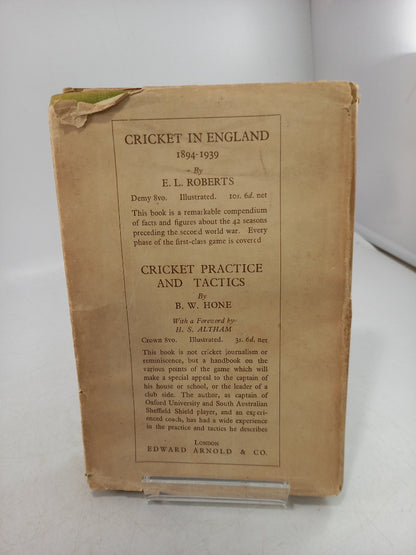 CRICKET IN ENGLAND
1894-1939
By
E. L. ROBERTS
Demy 8vo. Illustrated. 10s. 6d. net
This book is a remarkable compendium
of facts and figures about the 42 seasons
preceding the second world war. Every
phase of the first-class game is covered
CRICKET PRACTICE
AND TACTICS
By
B. W. HONE
With a Foreword by
H. S. ALTHAM
Crown 8vo. Illustrated. 3s. 6d. net
This book is not cricket journalism or
reminiscence, but a handbook on the
various points of the game which will
make a special appeal to the captain of
his house or school, or the leader of a
club side. The author, as captain of
Oxford University and South Australian
Sheffield Shield player, and an experi-
enced coach, has had a wide experience
in the practice and tactics he describes
LONDON
EDWARD ARNOLD & CO.